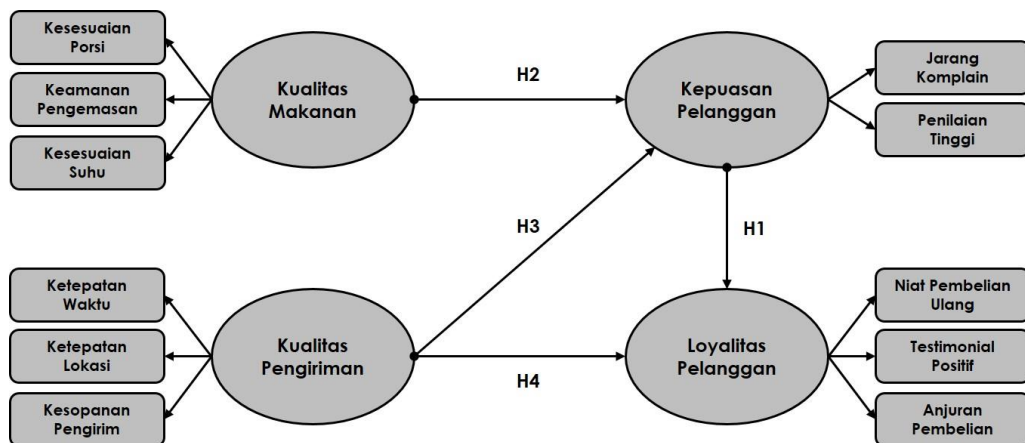 Kesesuaian
Porsi
Keamanan
Pengemasan
Kesesuaian
Suhu
Kualitas
Makanan
H2
Kepuasan
Pelanggan
Jarang
Komplain
Penilaian
Tinggi
H3
H1
Ketepatan
Waktu
Ketepatan
Lokasi
Kesopanan
Pengirim
Kualitas
Pengiriman
H4
Loyalitas
Pelanggan
Niat Pembelian
Ulang
Testimonial
Positif
Anjuran
Pembelian